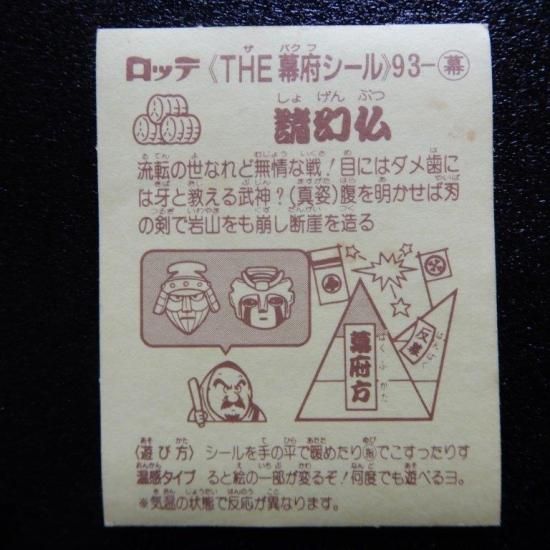 ロッテ《THE 幕府シール》93-幕
諸幻仏
流転の世なれど無情な戦!目にはダメ歯に
は牙と教える武神?(真姿)腹を明かせば刃
の剣で岩山をも崩し断崖を造る
幕府方
反幕
〈遊び方〉 シールを手の平で暖めたり指でこすったりす
温感タイプ ると絵の一部が変るぞ!何度でも遊べるヨ。
※気温の状態で反応が異なります。